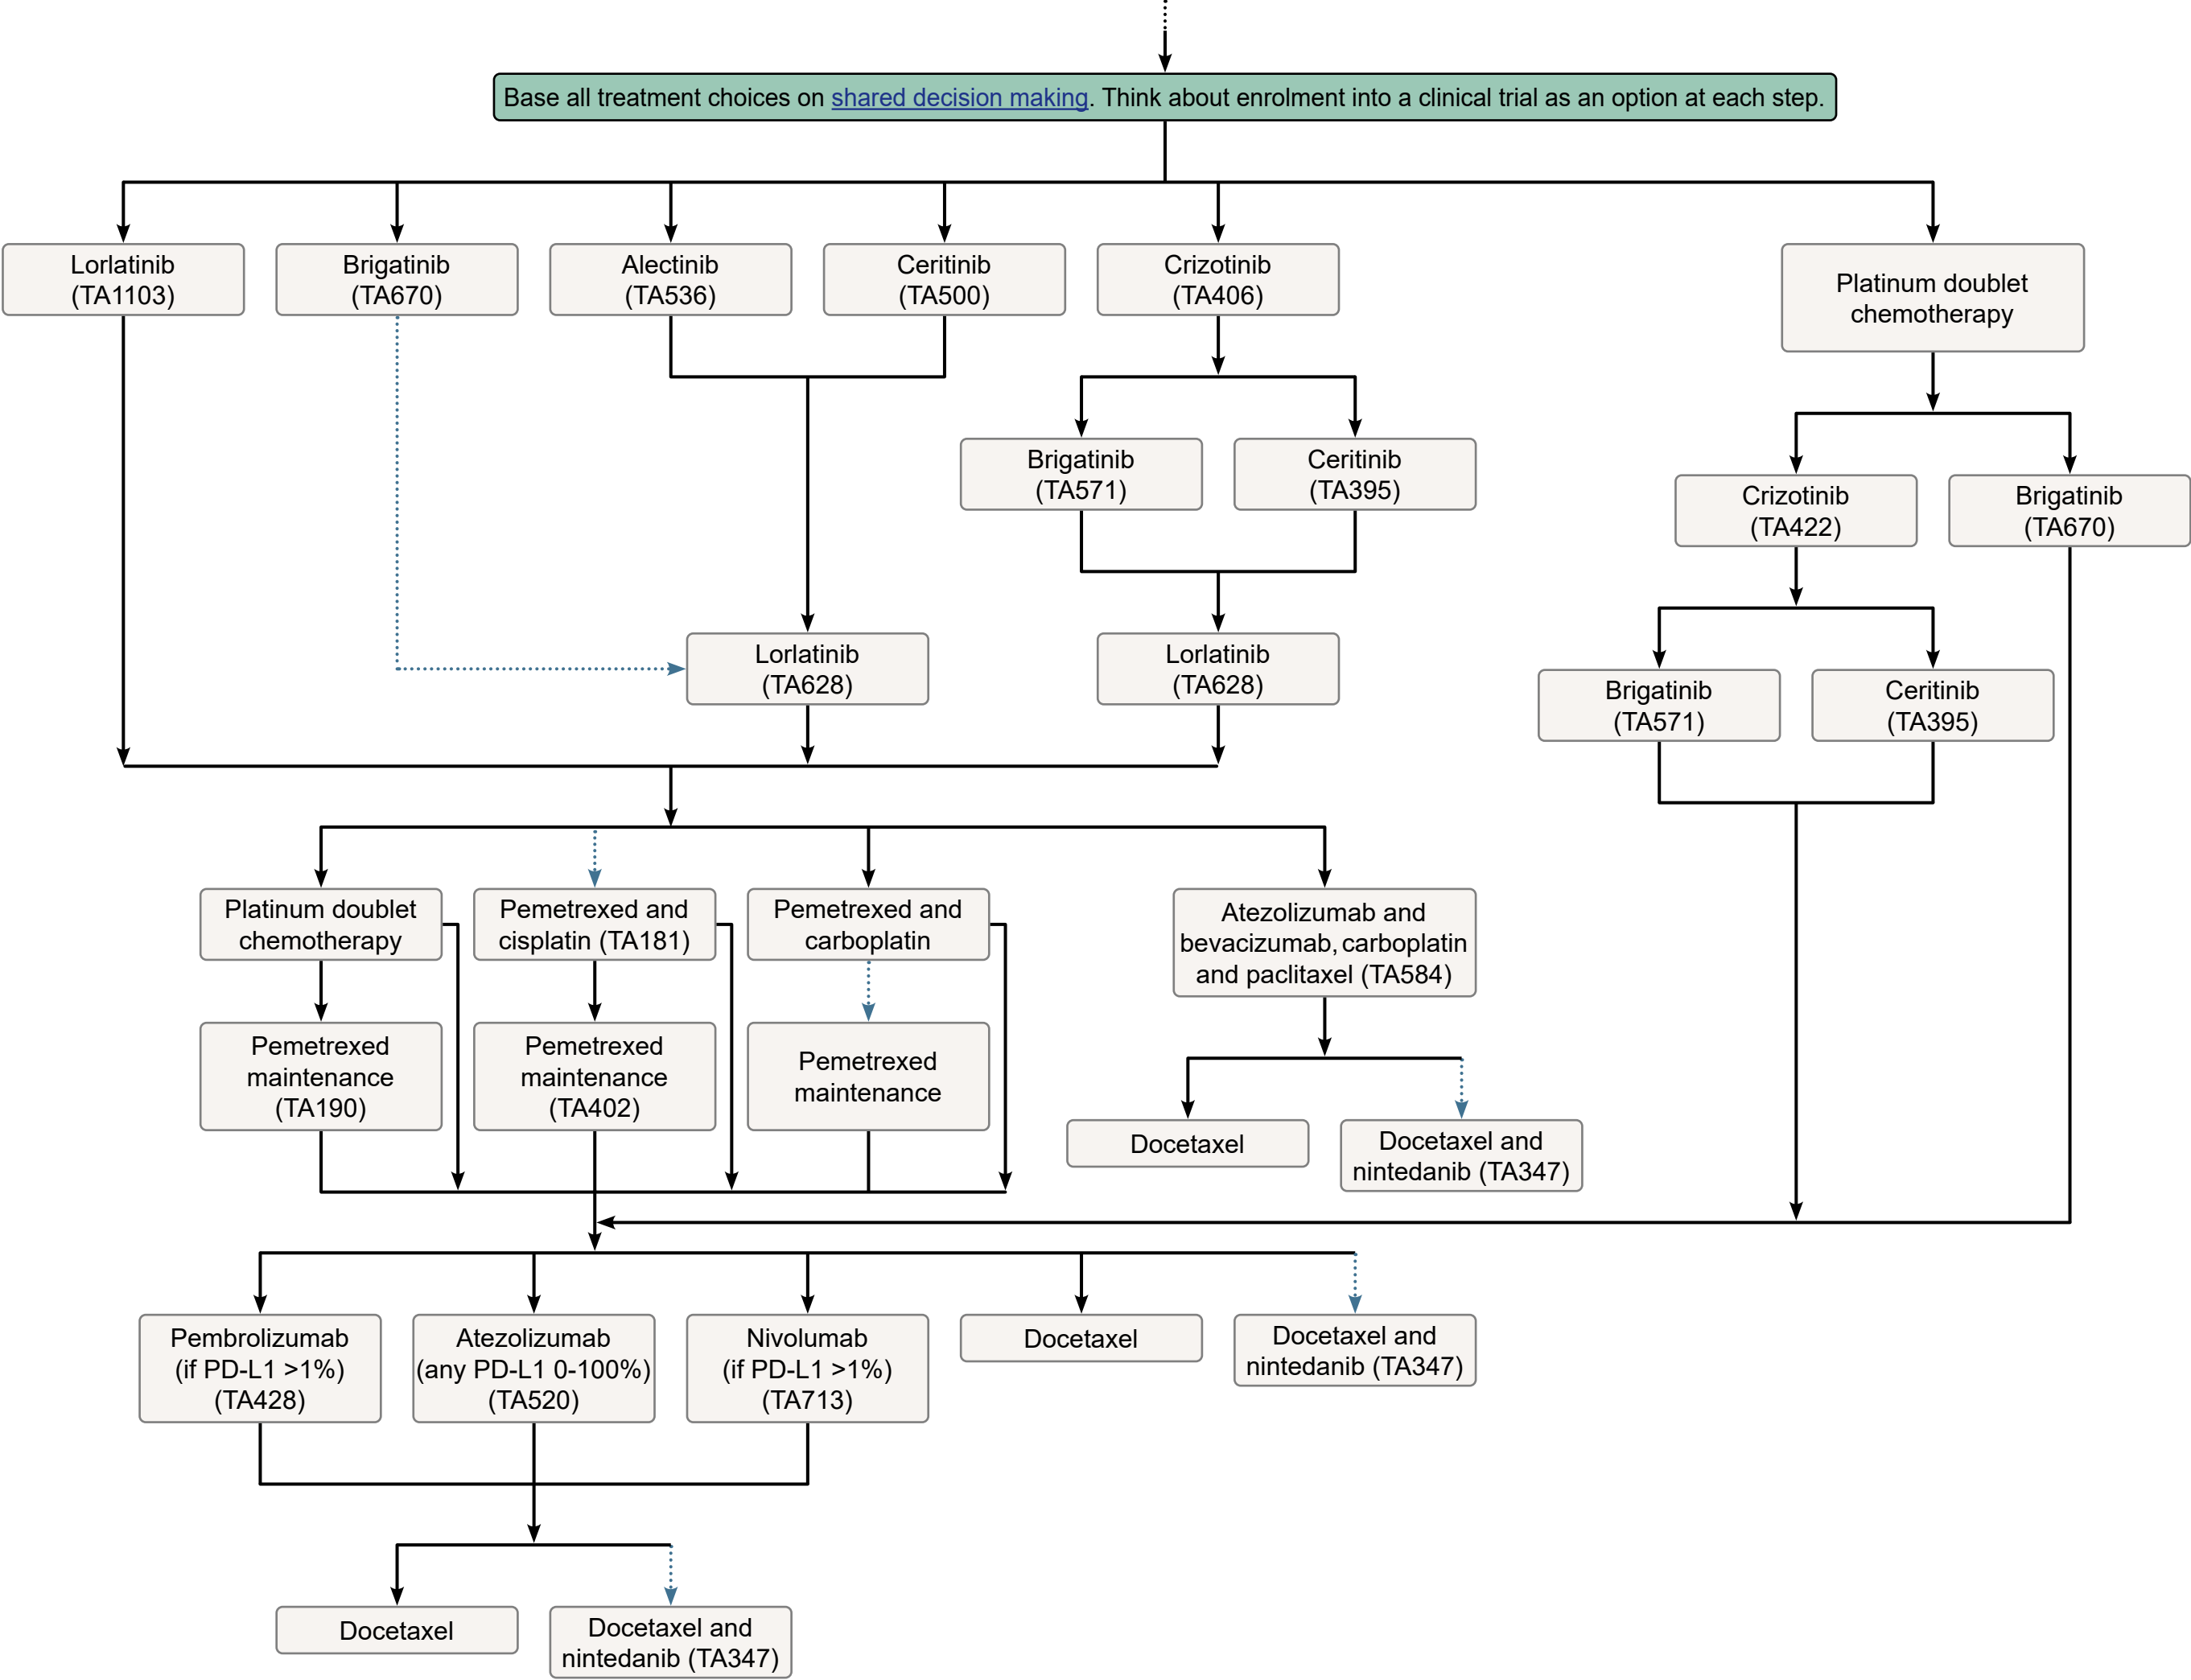 Base all treatment choices on shared decision making. Think about enrolment into a clinical trial as an option at each step.
Lorlatinib
(TA1103)
Brigatinib
(TA670)
Alectinib
(TA536)
Ceritinib
(TA500)
Crizotinib
(TA406)
Platinum doublet
chemotherapy
Brigatinib
(TA571)
Ceritinib
(TA395)
Crizotinib
(TA422)
Brigatinib
(TA670)
Lorlatinib
(TA628)
Lorlatinib
(TA628)
Brigatinib
(TA571)
Ceritinib
(TA395)
Platinum doublet
chemotherapy
Pemetrexed and
cisplatin (TA181)
Pemetrexed and
carboplatin
Atezolizumab and
bevacizumab, carboplatin
and paclitaxel (TA584)
Pemetrexed
maintenance
(TA190)
Pemetrexed
maintenance
(TA402)
Pemetrexed
maintenance
Docetaxel
Docetaxel and
nintedanib (TA347)
Pembrolizumab
(if PD-L1 >1%)
(TA428)
Atezolizumab
(any PD-L1 0-100%)
(TA520)
Nivolumab
(if PD-L1 >1%)
(TA713)
Docetaxel
Docetaxel and
nintedanib (TA347)
Docetaxel
Docetaxel and
nintedanib (TA347)